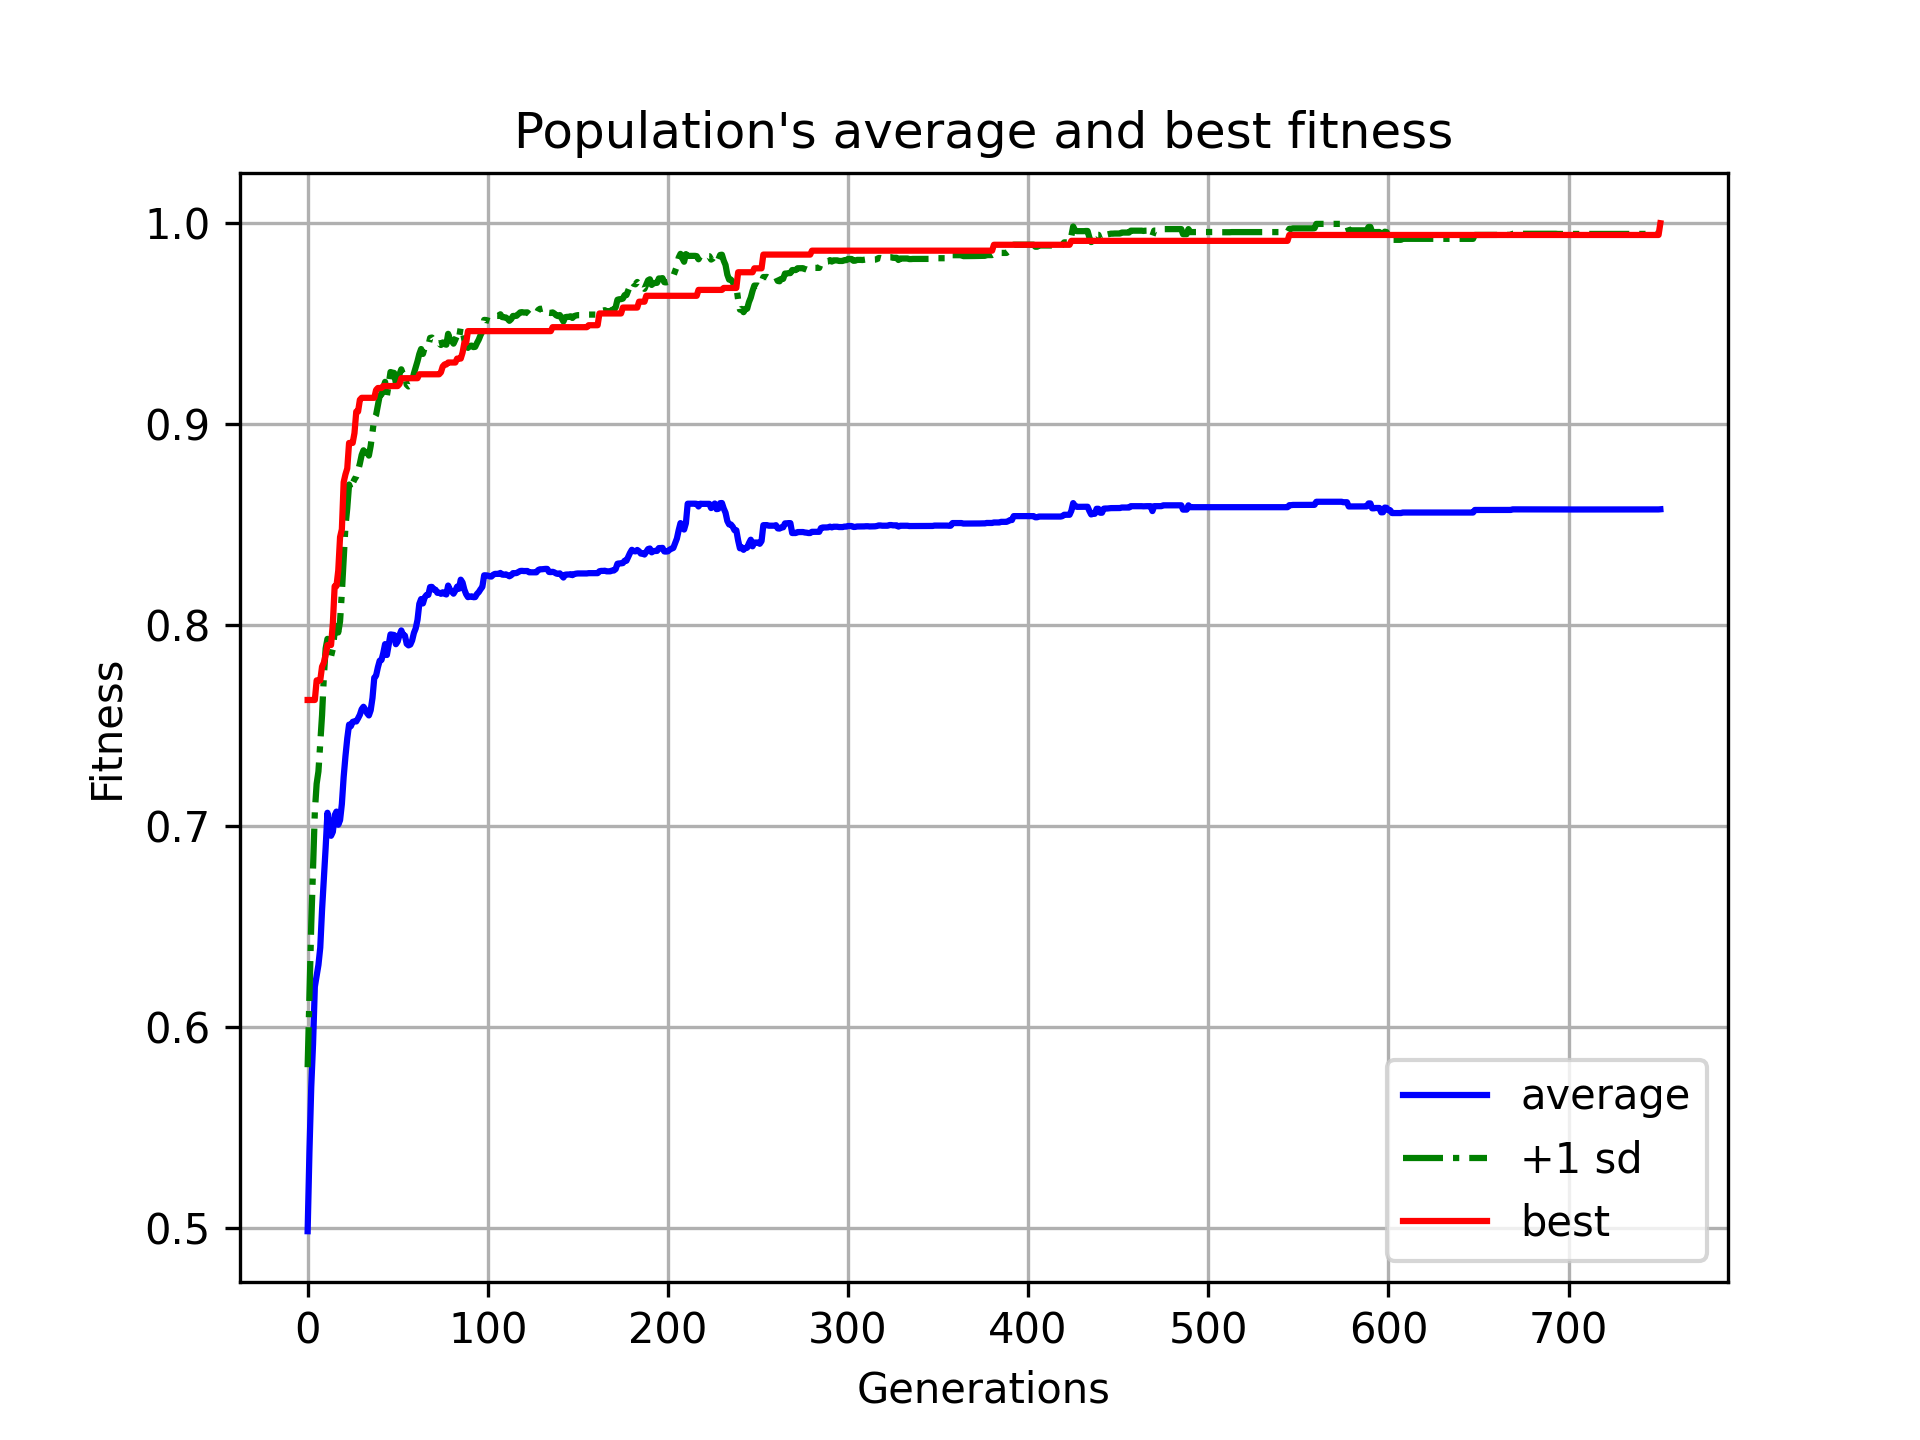 Population's average and best fitness
1.0
0.9
0.8
0.7
0.6
0.5
Fitness
0 100 200 300 400 500 600 700
Generations
average
+1 sd
best